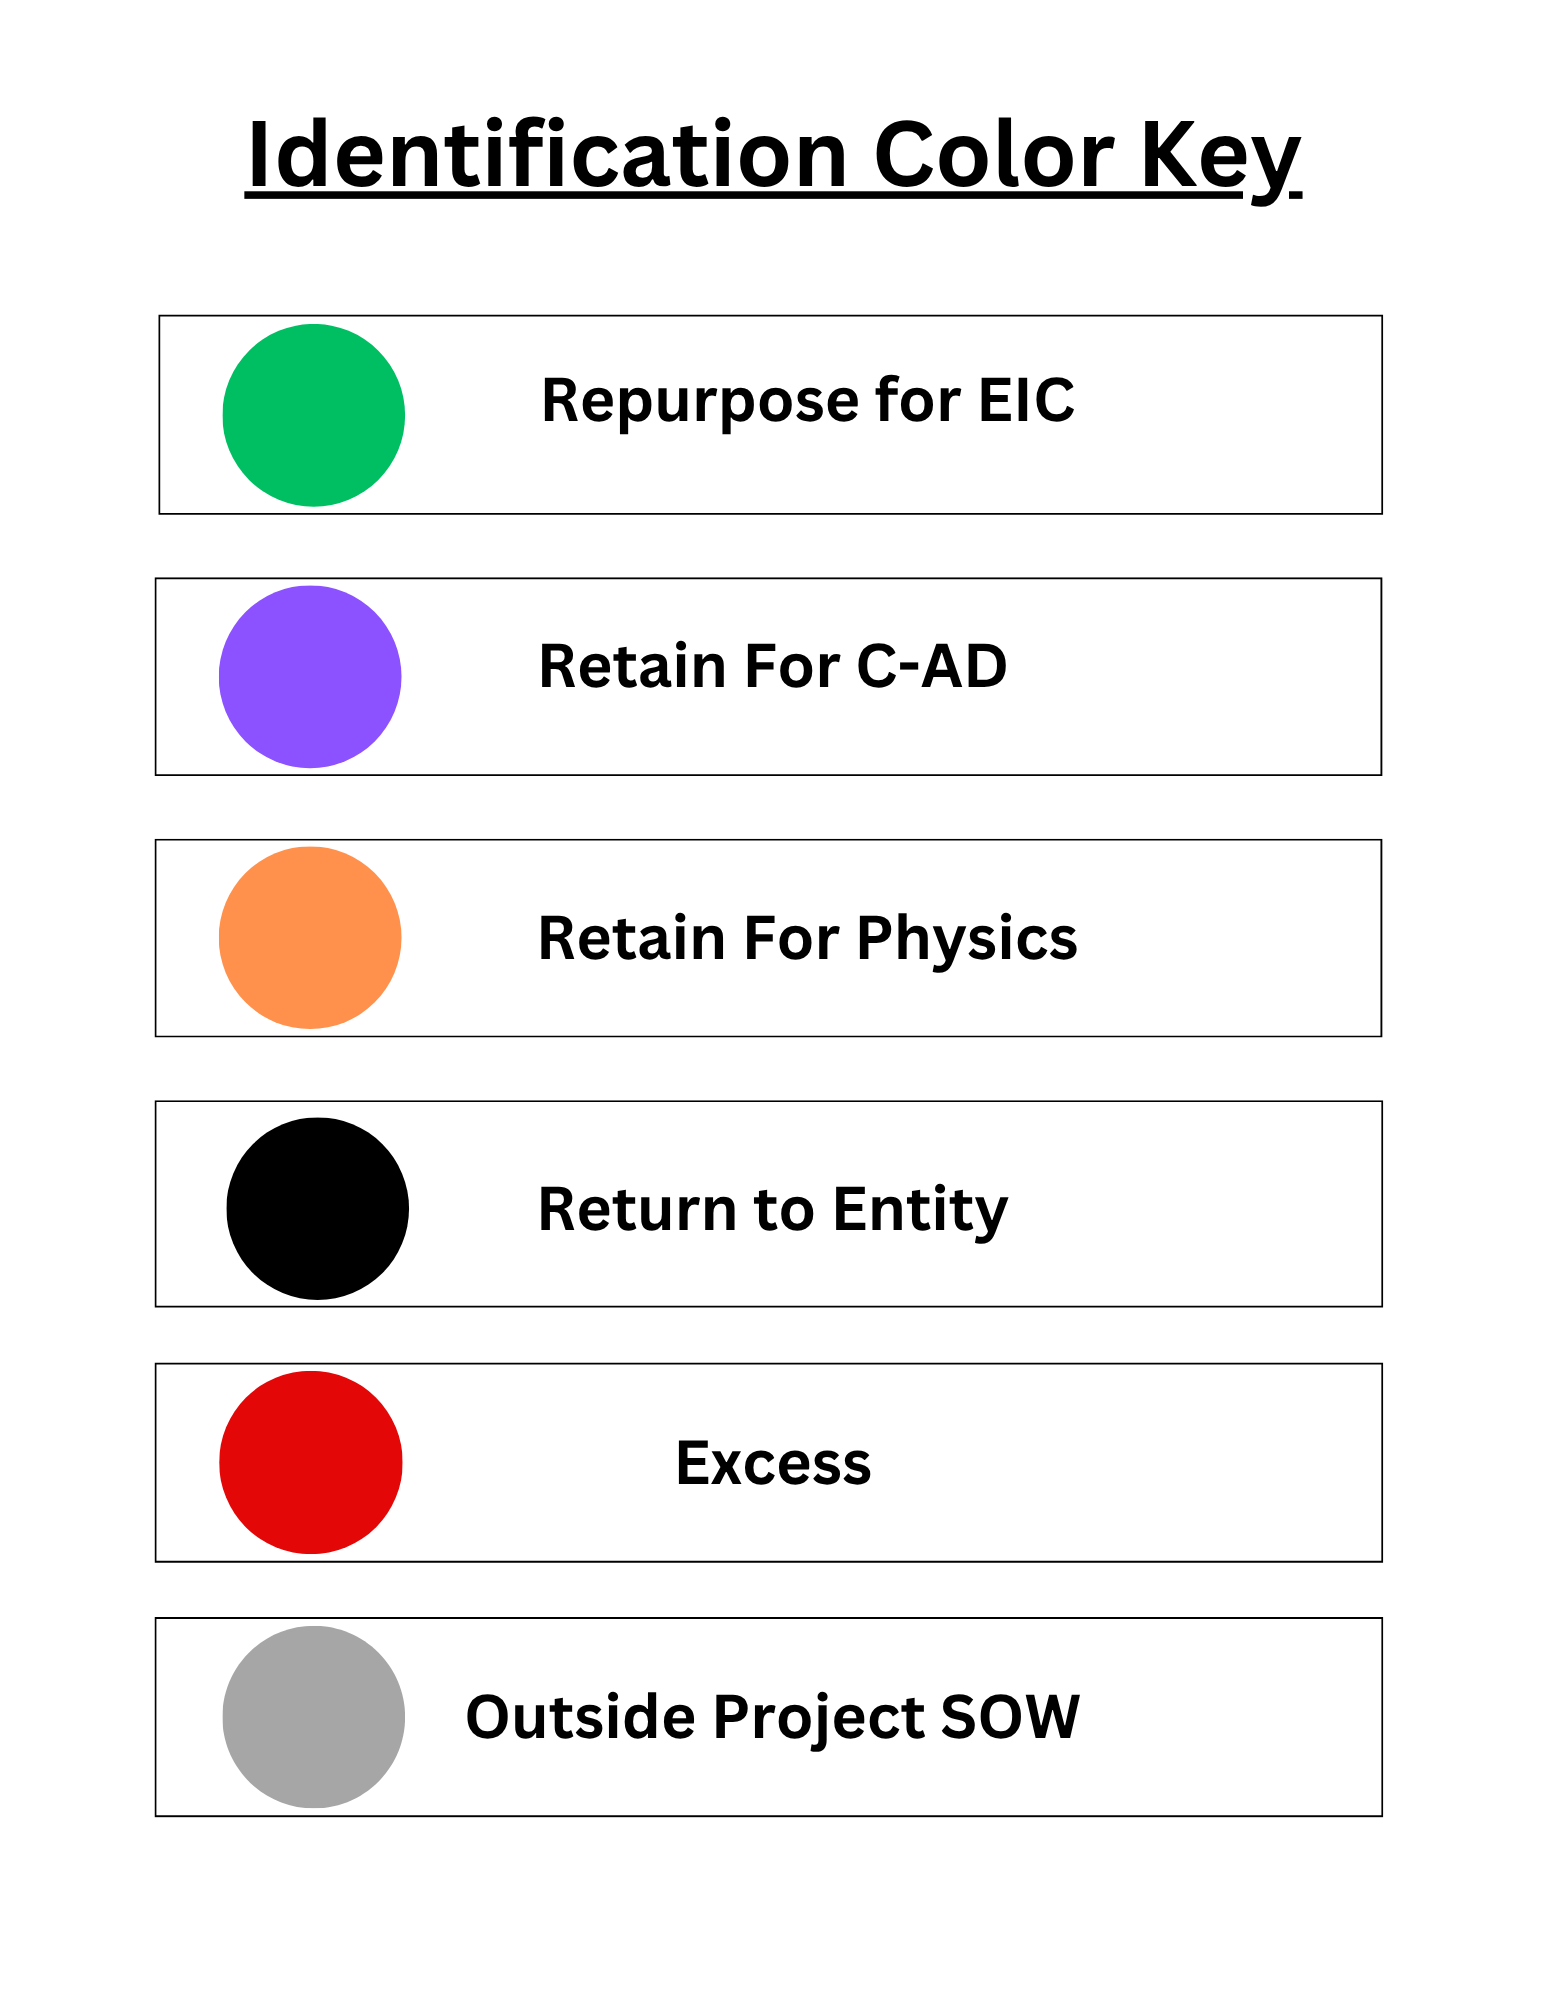 Identification Color Key
Repurpose for EIC
Retain For C-AD
Retain For Physics
Return to Entity
Excess
Outside Project SOW